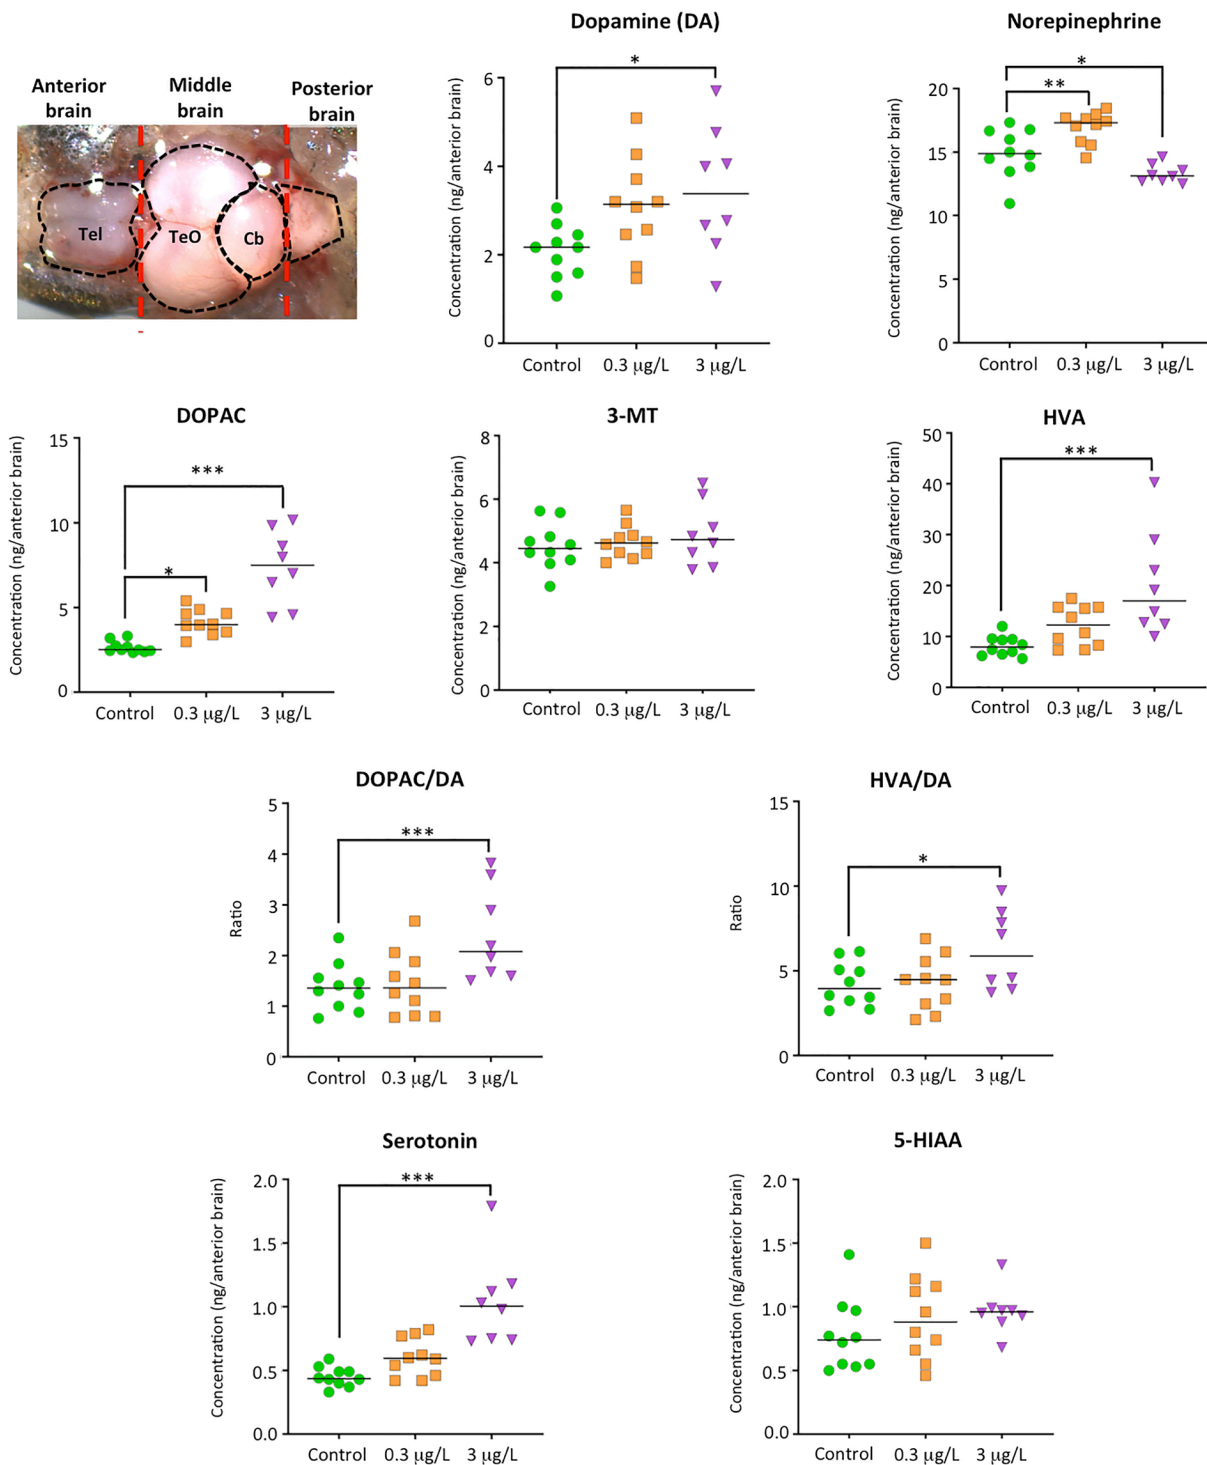 Anterior
brain
Middle
brain
Posterior
brain
Tel
TeO
Cb
Dopamine (DA)
Concentration (ng/anterior brain)
6
4
2
0
*
Control
0.3 µg/L
3 µg/L
Norepinephrine
Concentration (ng/anterior brain)
20
15
10
5
0
*
**
Control
0.3 µg/L
3 µg/L
DOPAC
Concentration (ng/anterior brain)
15
10
5
0
***
*
Control
0.3 µg/L
3 µg/L
3-MT
Concentration (ng/anterior brain)
8
6
4
2
0
Control
0.3 µg/L
3 µg/L
HVA
Concentration (ng/anterior brain)
50
40
30
20
10
0
***
Control
0.3 µg/L
3 µg/L
DOPAC/DA
Ratio
5
4
3
2
1
0
***
Control
0.3 µg/L
3 µg/L
HVA/DA
Ratio
15
10
5
0
*
Control
0.3 µg/L
3 µg/L
Serotonin
Concentration (ng/anterior brain)
2.0
1.5
1.0
0.5
0.0
***
Control
0.3 µg/L
3 µg/L
5-HIAA
Concentration (ng/anterior brain)
2.0
1.5
1.0
0.5
0.0
Control
0.3 µg/L
3 µg/L